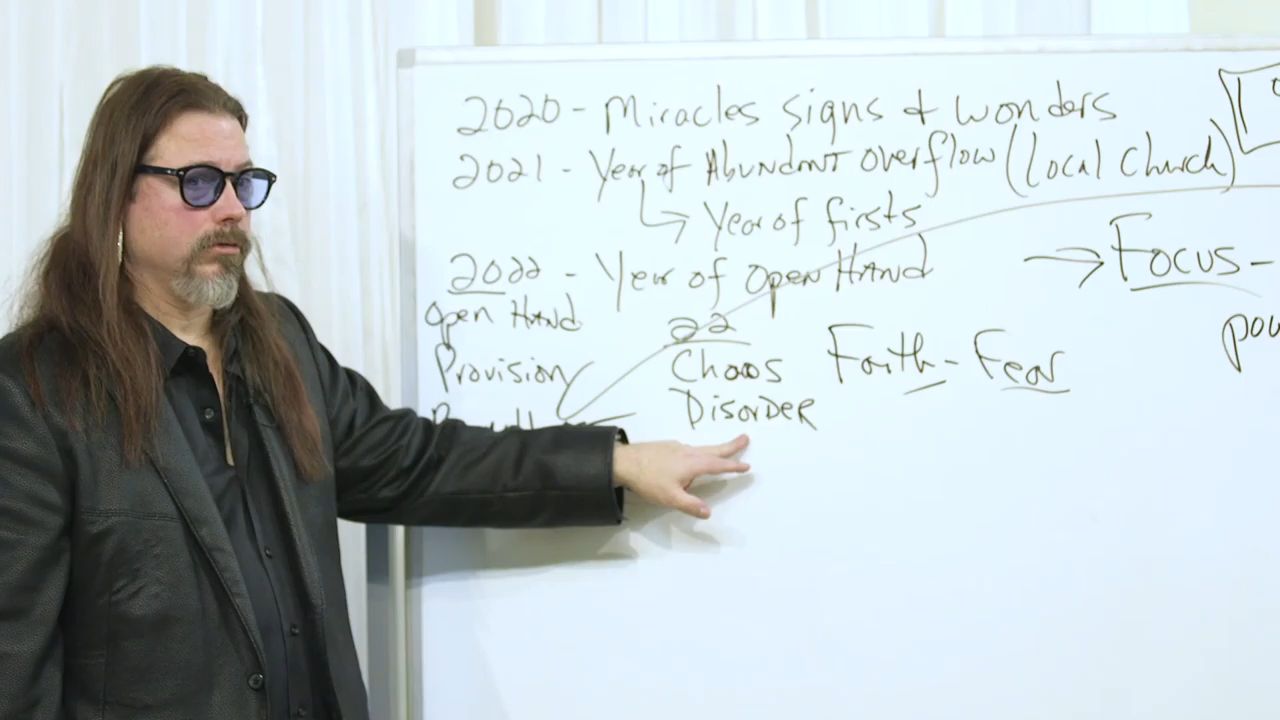 2020 - Miracles signs & wonders
2021 - Year of Abundant overflow (local Church)
Year of firsts
2022 - Year of Open Hand
Focus -
Open Hand
22
Provision
Chaos
Faith - Fear
Disorder